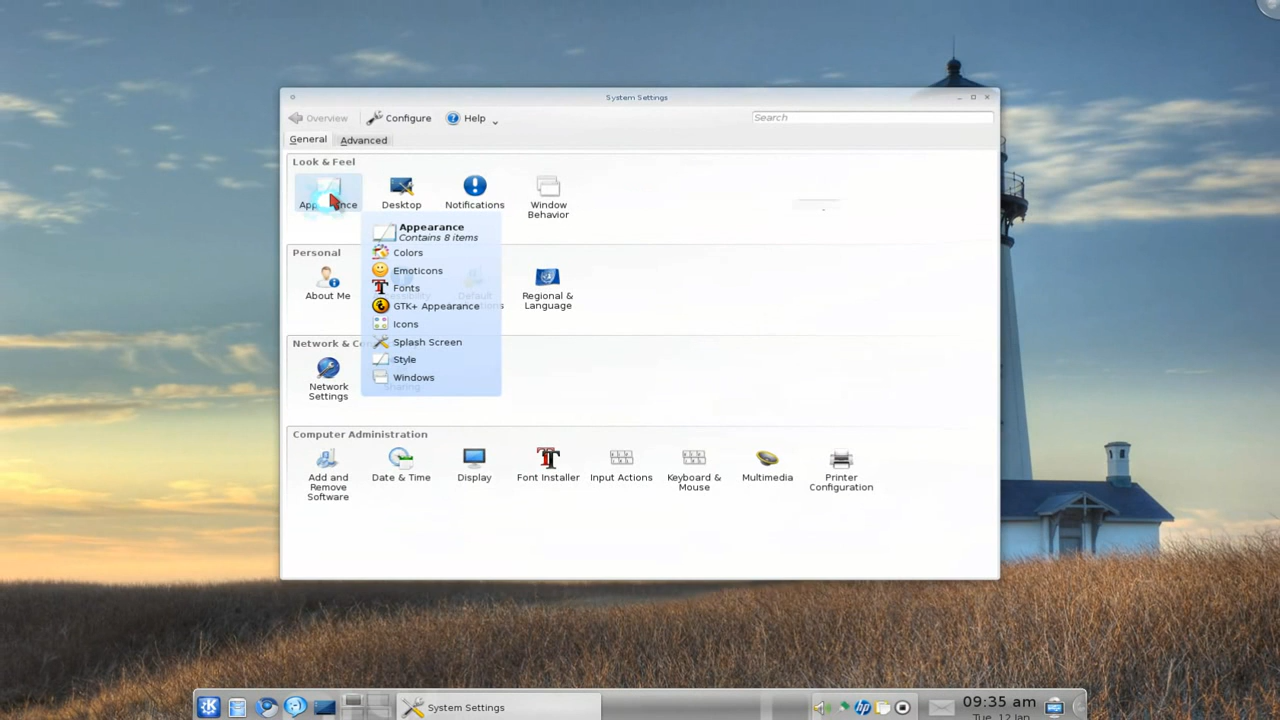 System Settings
Overview
Configure
Help
Search
General
Advanced
Look & Feel
Desktop
Notifications
Window
Behavior
Appearance
Contains 8 items
Colors
Emoticons
Fonts
GTK+ Appearance
Icons
Splash Screen
Style
Windows
Personal
About Me
Default
Regional &
Language
Network &
Network
Settings
Sharing
Computer Administration
Add and
Remove
Software
Date & Time
Display
Font Installer
Input Actions
Keyboard &
Mouse
Multimedia
Printer
Configuration
System Settings
hp
09:35 am
Tue, 12 Jan